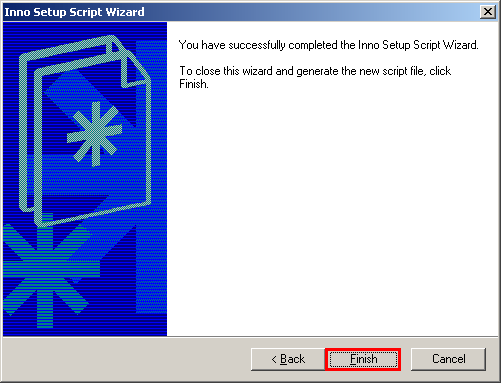 Inno Setup Script Wizard
You have successfully completed the Inno Setup Script Wizard.
To close this wizard and generate the new script file, click
Finish.
< Back
Finish
Cancel